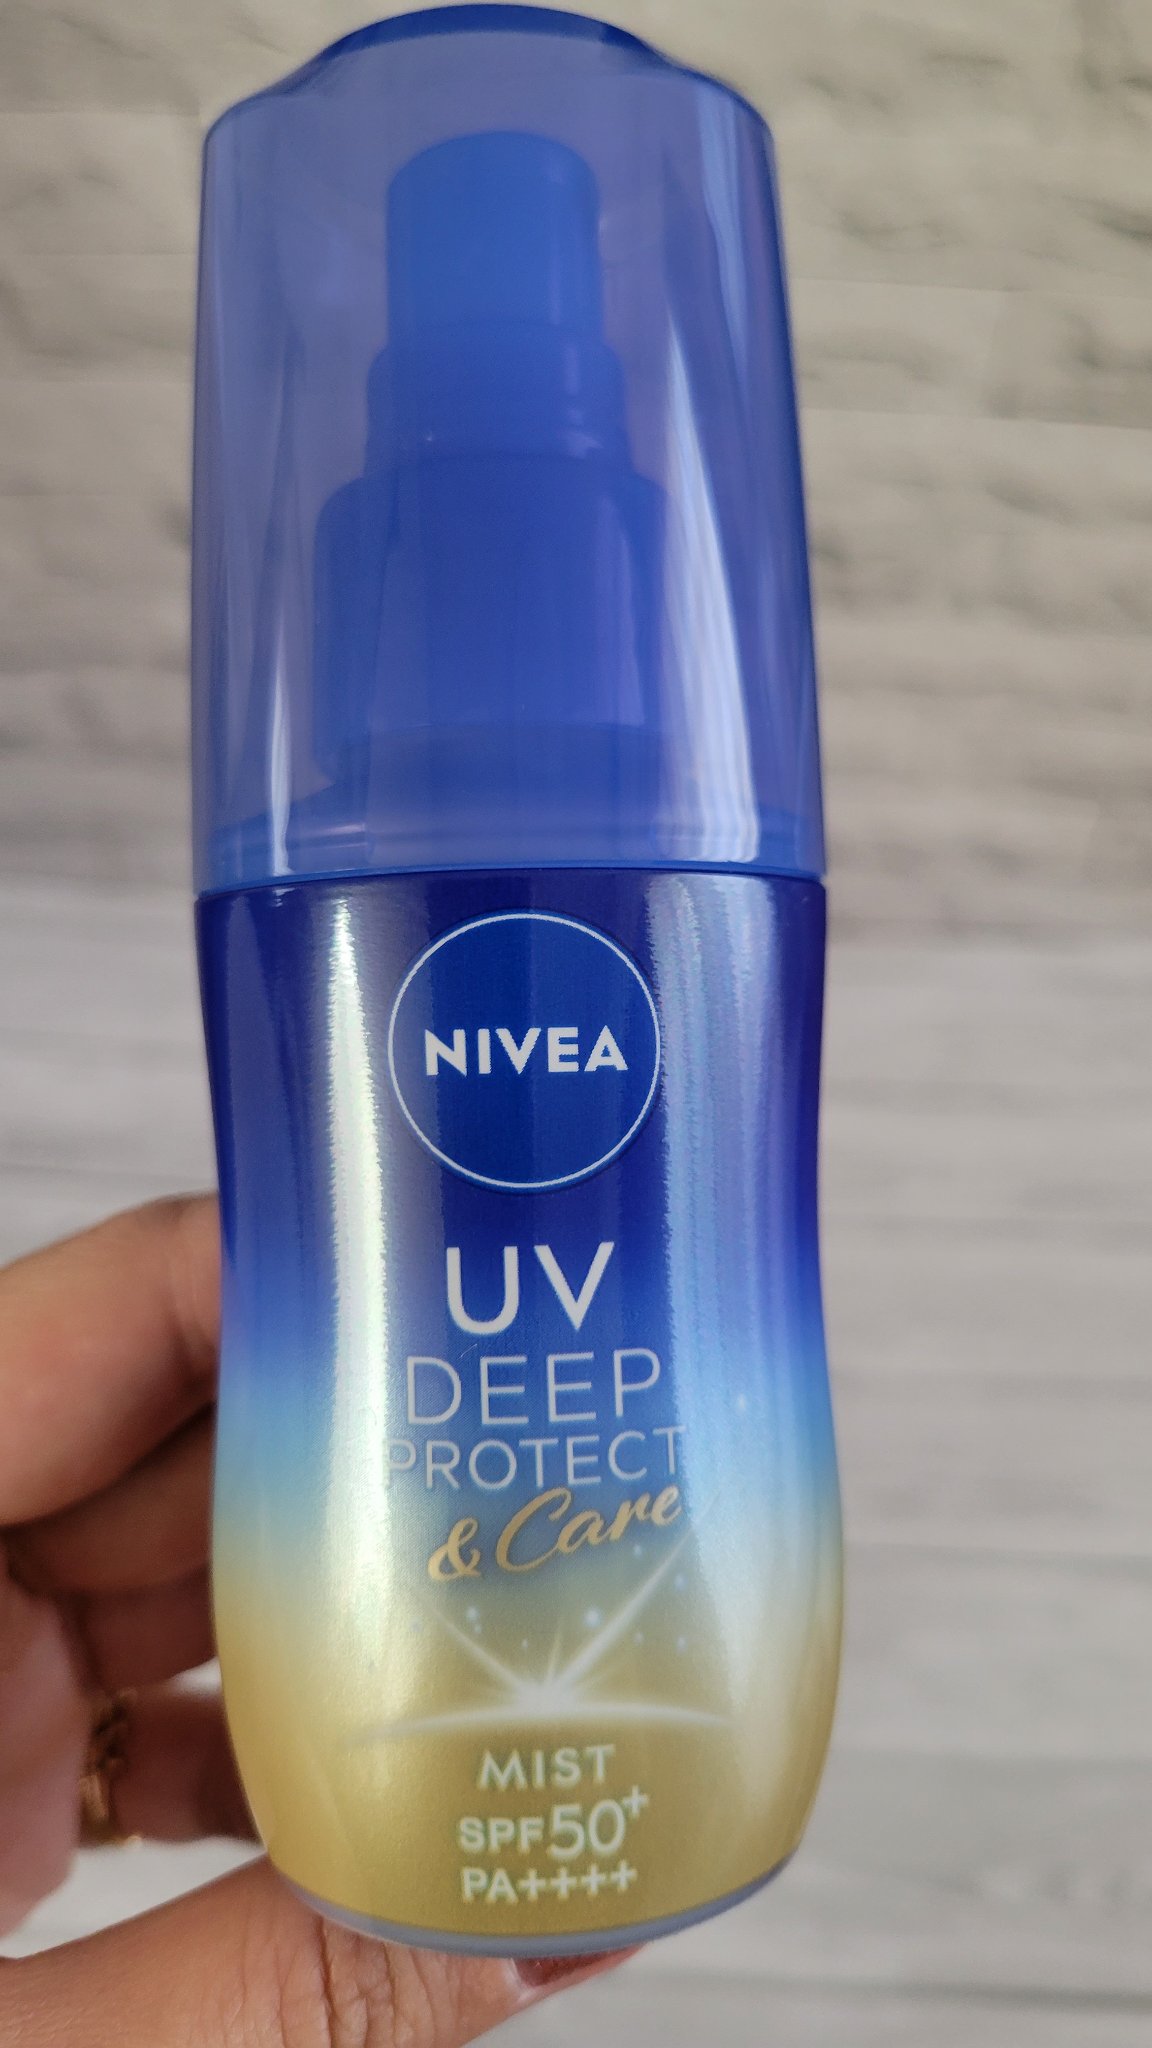 NIVEA
UV
DEEP
PROTECT
& Care
MIST
SPF50+
PA++++